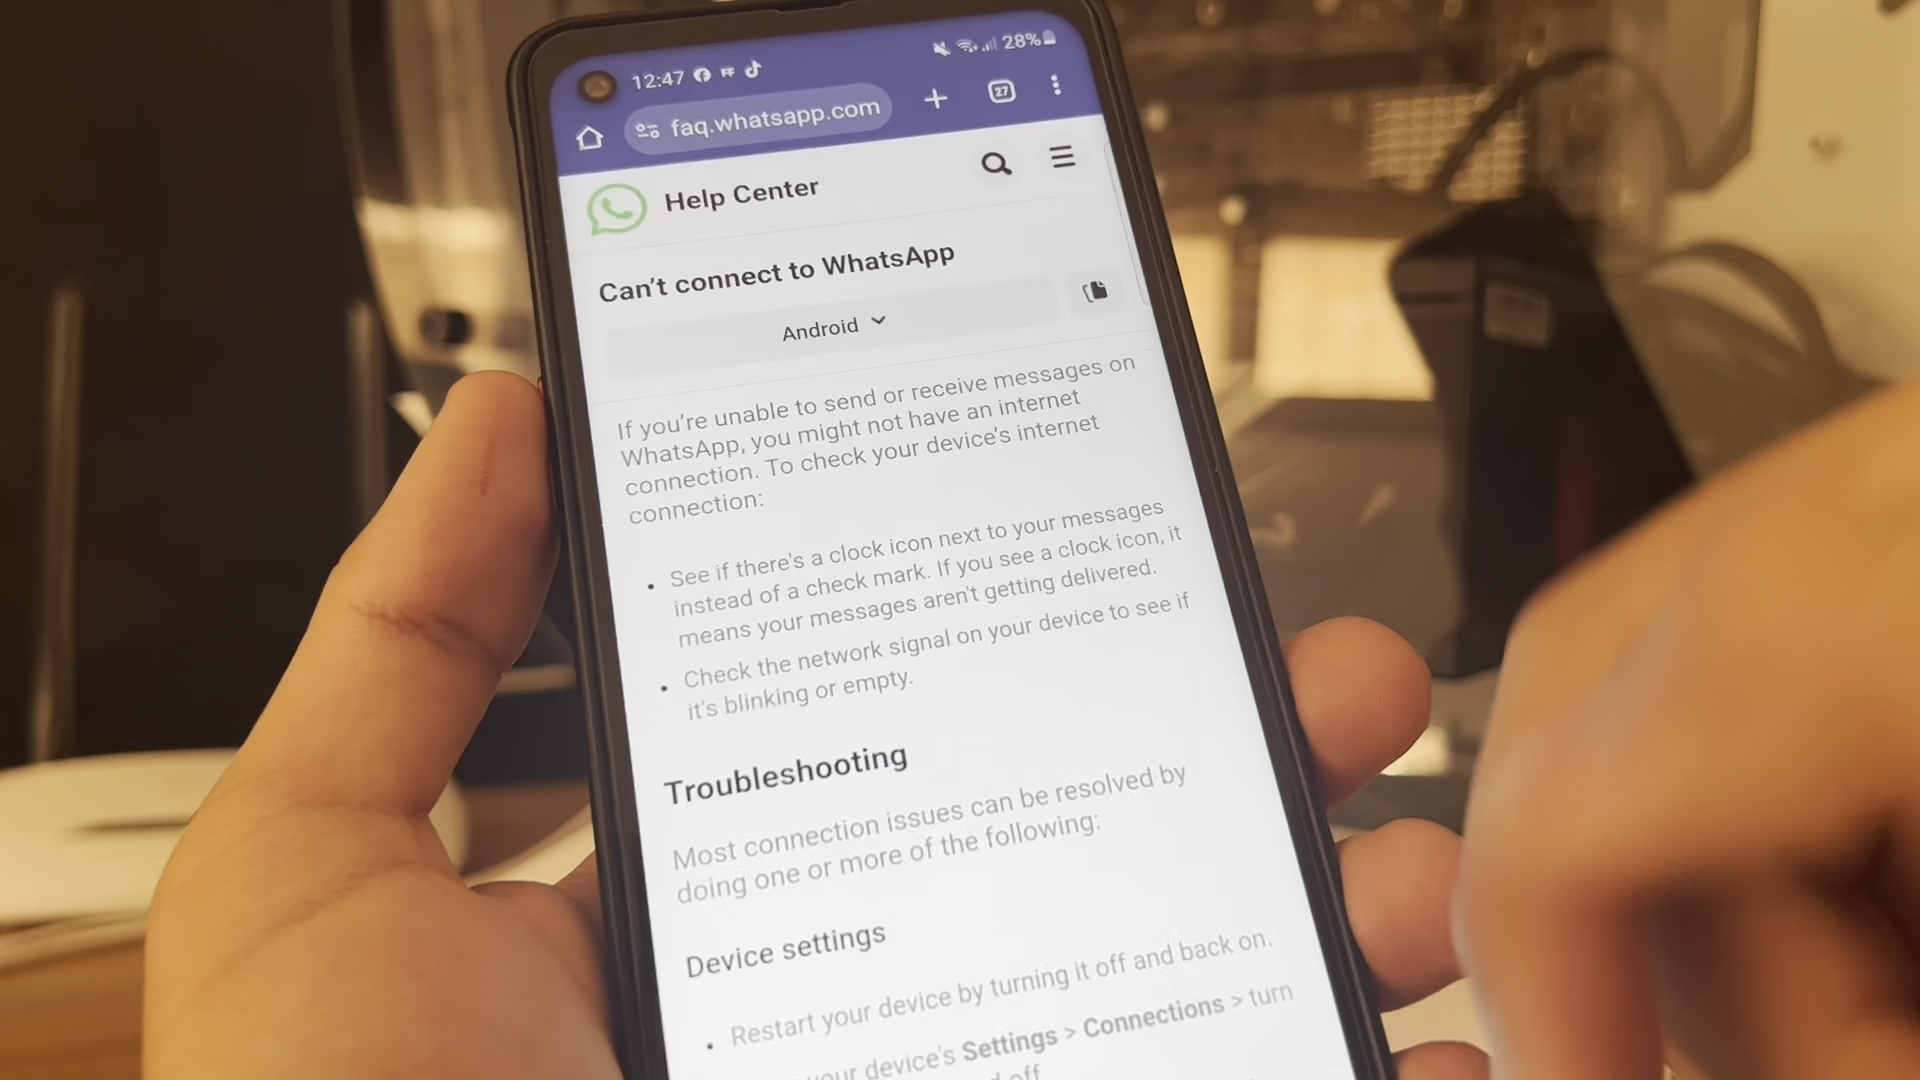 12:47
28%
faq.whatsapp.com
27
Help Center
Can't connect to WhatsApp
Android
If you're unable to send or receive messages on
WhatsApp, you might not have an internet
connection. To check your device's internet
connection:
• See if there's a clock icon next to your messages
instead of a check mark. If you see a clock icon, it
means your messages aren't getting delivered.
• Check the network signal on your device to see if
it's blinking or empty.
Troubleshooting
Most connection issues can be resolved by
doing one or more of the following:
Device settings
• Restart your device by turning it off and back on.
your device's Settings > Connections > turn
off